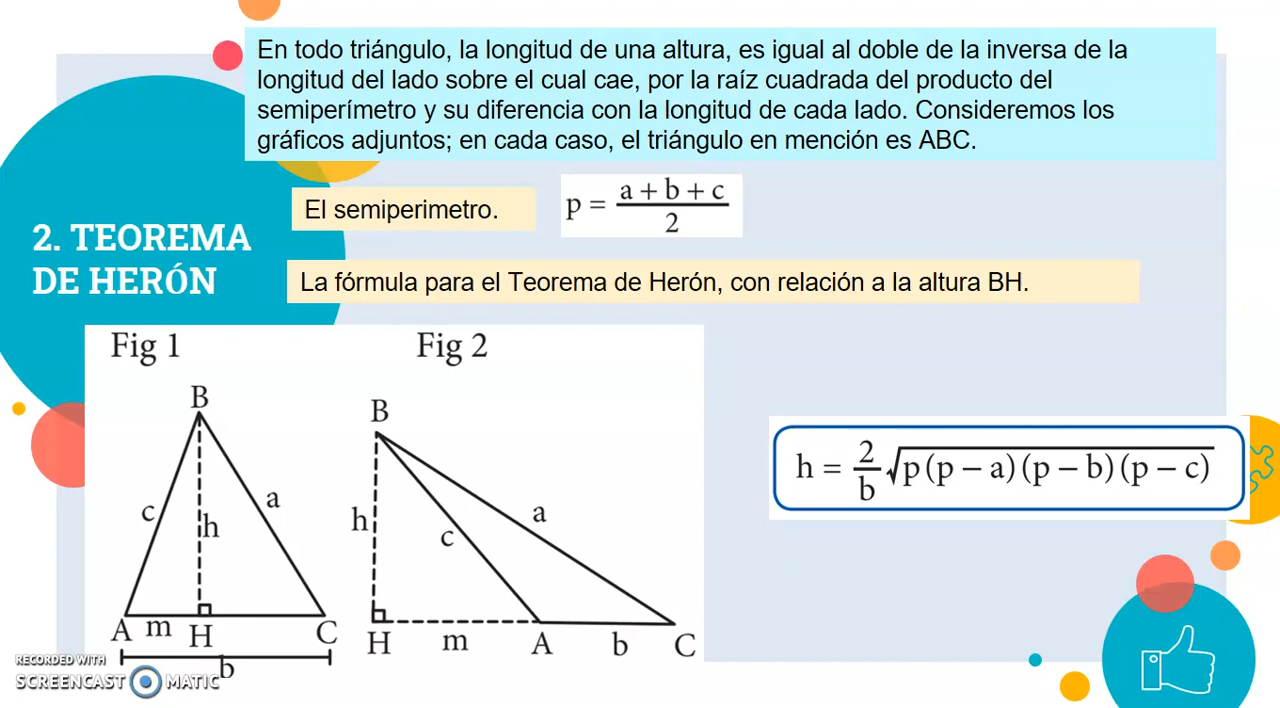 En todo triángulo, la longitud de una altura, es igual al doble de la inversa de la
longitud del lado sobre el cual cae, por la raíz cuadrada del producto del
semiperímetro y su diferencia con la longitud de cada lado. Consideremos los
gráficos adjuntos; en cada caso, el triángulo en mención es ABC.
El semiperimetro.
p = (a + b + c) / 2
2. TEOREMA
DE HERÓN
La fórmula para el Teorema de Herón, con relación a la altura BH.
Fig 1
B
c
a
h
A m H C
b
Fig 2
B
h
c
a
H m A b C
h = 2/b √p(p − a)(p − b)(p − c)
RECORDED WITH
SCREENCAST MATIC